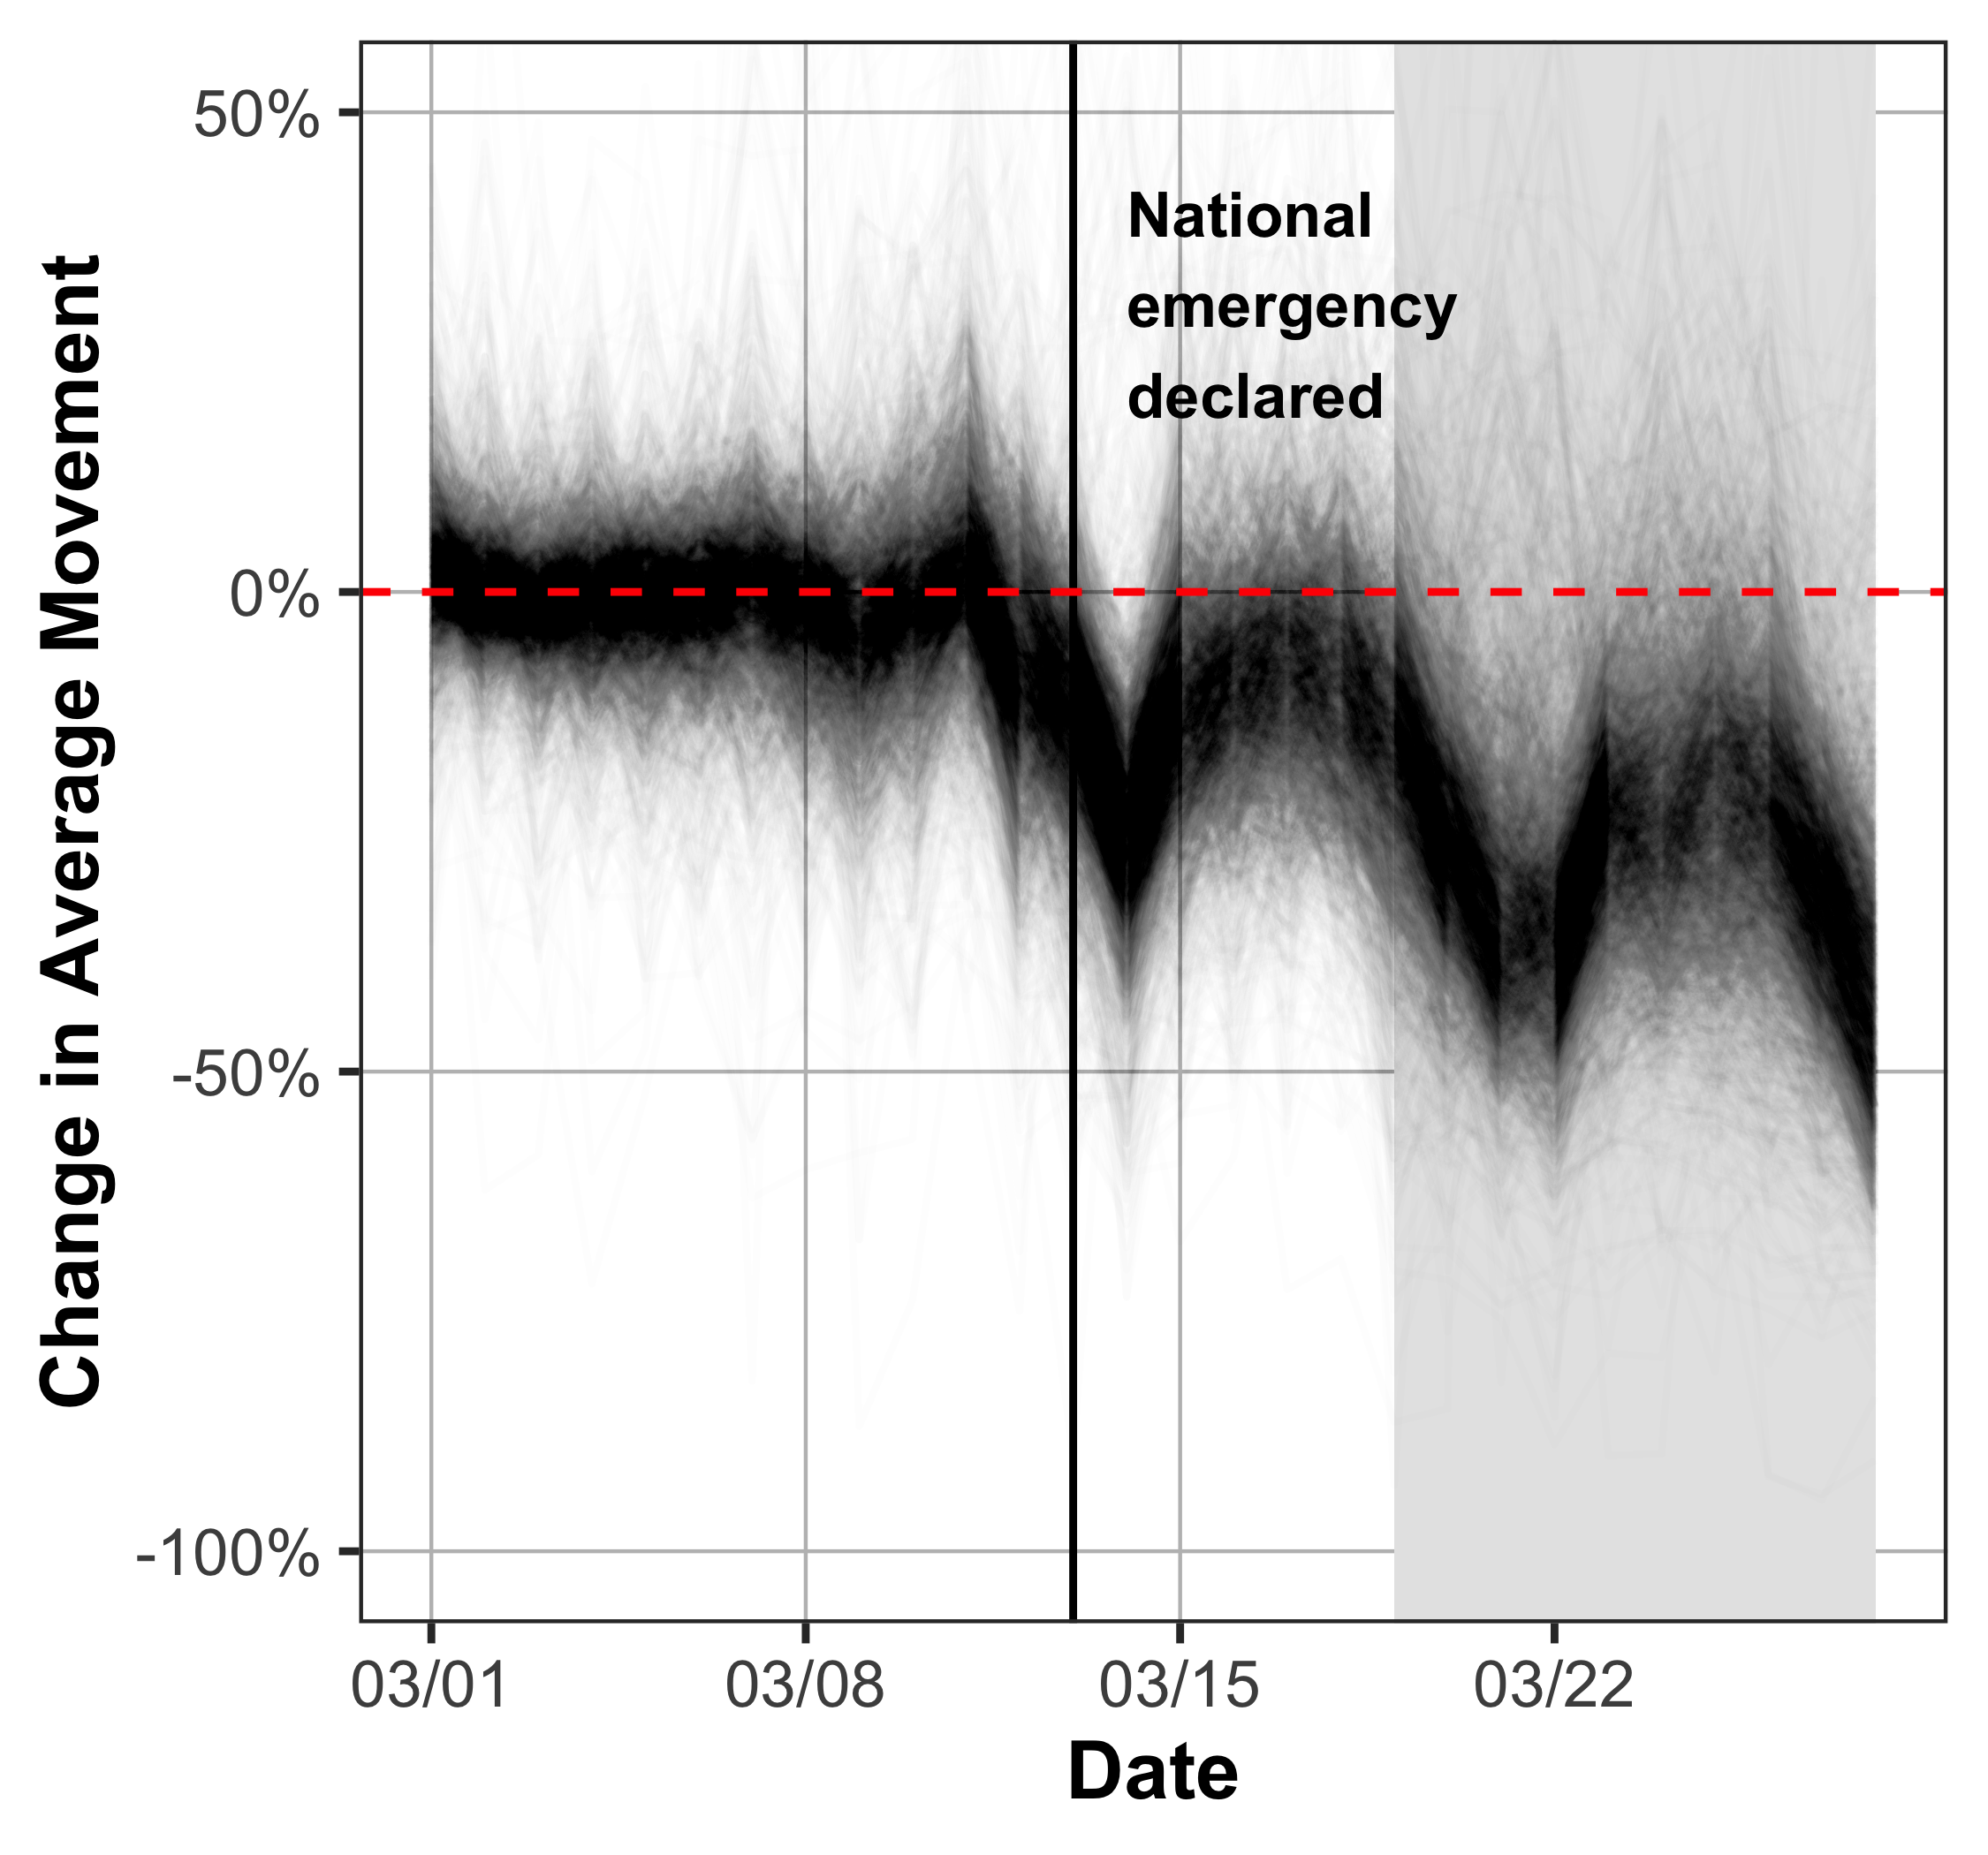 Change in Average Movement
50%
0%
-50%
-100%
National
emergency
declared
03/01
03/08
03/15
03/22
Date